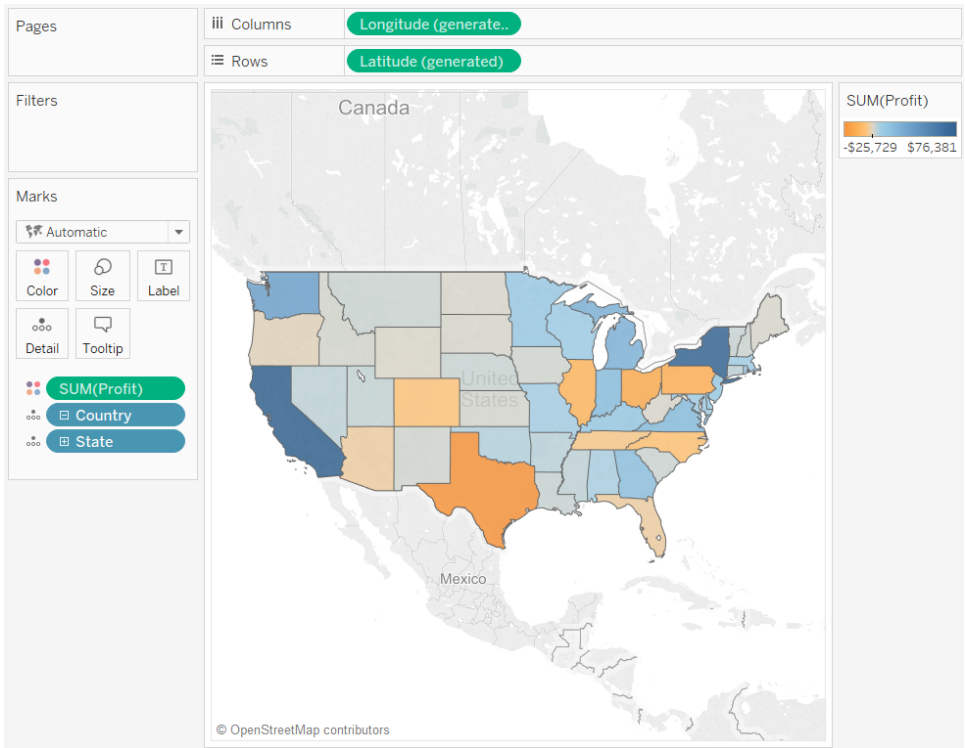 Pages
Columns
Longitude (generate..
Rows
Latitude (generated)
Filters
Marks
Automatic
Color
Size
Label
Detail
Tooltip
SUM(Profit)
Country
State
Canada
United
States
Mexico
© OpenStreetMap contributors
SUM(Profit)
-$25,729 $76,381